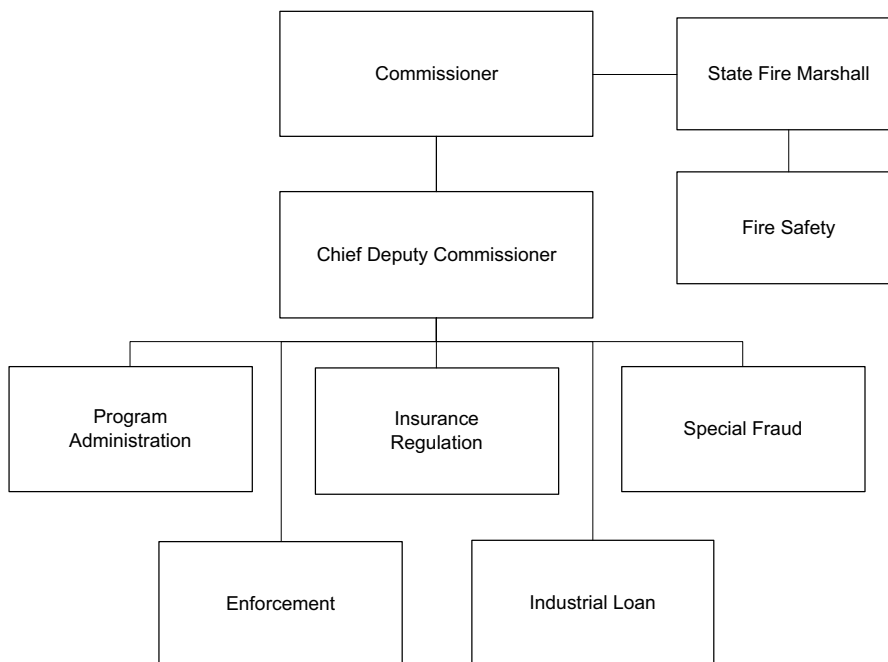 Commissioner
State Fire Marshall
Fire Safety
Chief Deputy Commissioner
Program
Administration
Insurance
Regulation
Special Fraud
Enforcement
Industrial Loan